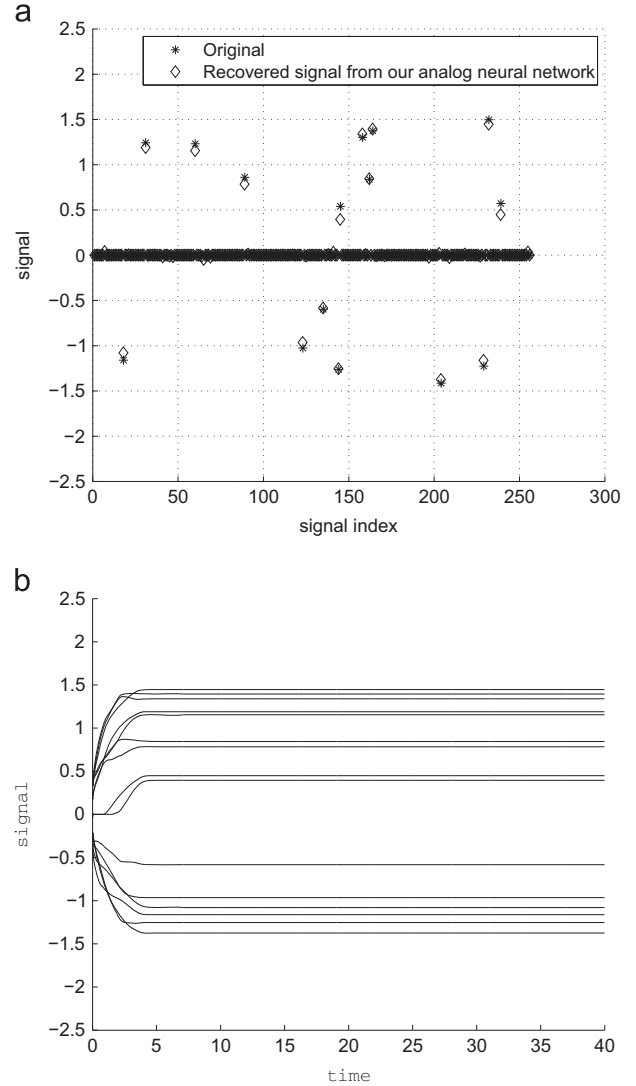 a
2.5
2
1.5
1
0.5
0
−0.5
−1
−1.5
−2
−2.5
signal
Original
Recovered signal from our analog neural network
0 50 100 150 200 250 300
signal index
b
2.5
2
1.5
1
0.5
0
−0.5
−1
−1.5
−2
−2.5
signal
0 5 10 15 20 25 30 35 40
time